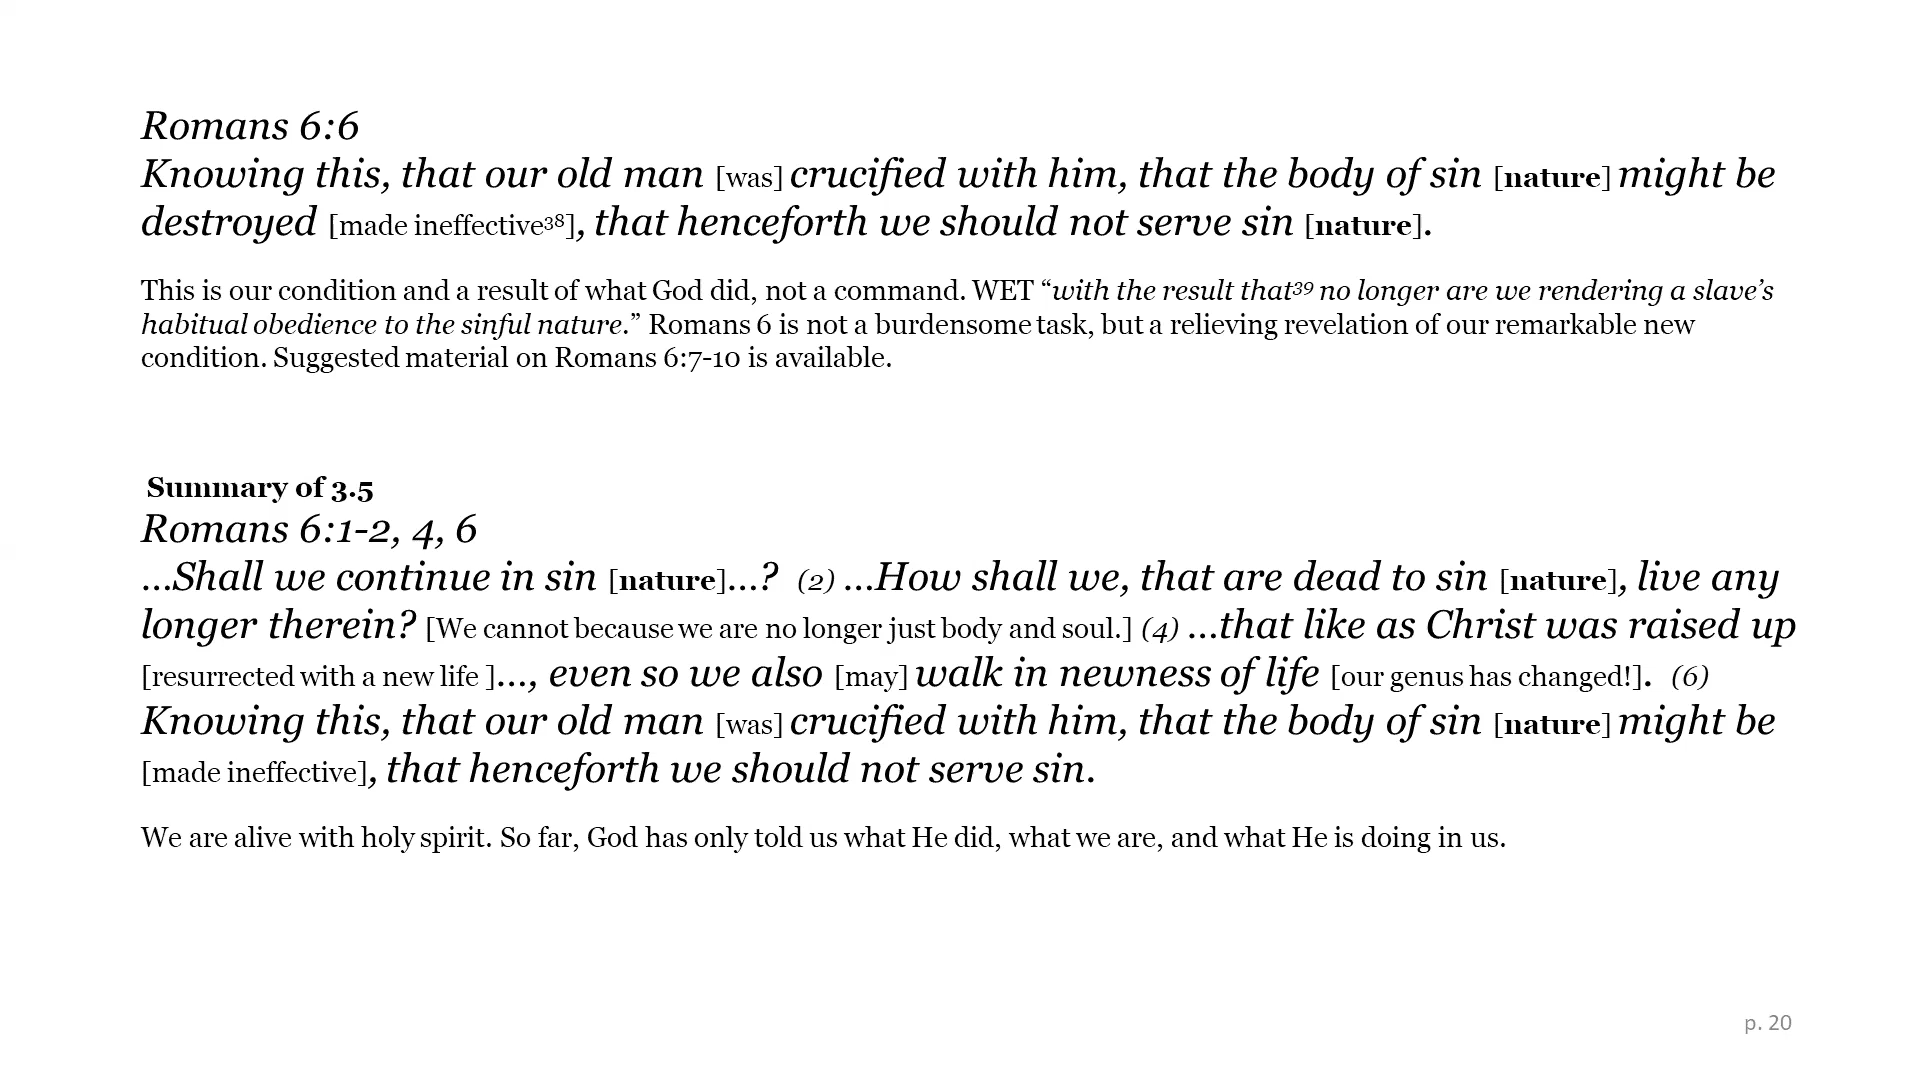 Romans 6:6
Knowing this, that our old man [was] crucified with him, that the body of sin [nature] might be
destroyed [made ineffective³⁸], that henceforth we should not serve sin [nature].
This is our condition and a result of what God did, not a command. WET “with the result that³⁹ no longer are we rendering a slave’s
habitual obedience to the sinful nature.” Romans 6 is not a burdensome task, but a relieving revelation of our remarkable new
condition. Suggested material on Romans 6:7-10 is available.
Summary of 3.5
Romans 6:1-2, 4, 6
…Shall we continue in sin [nature]…? (2) …How shall we, that are dead to sin [nature], live any
longer therein? [We cannot because we are no longer just body and soul.] (4) …that like as Christ was raised up
[resurrected with a new life ]…, even so we also [may] walk in newness of life [our genus has changed!]. (6)
Knowing this, that our old man [was] crucified with him, that the body of sin [nature] might be
[made ineffective], that henceforth we should not serve sin.
We are alive with holy spirit. So far, God has only told us what He did, what we are, and what He is doing in us.
p. 20